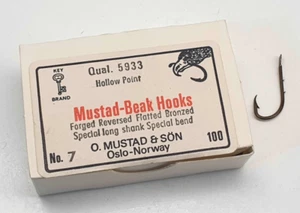 Qual. 5933
Hollow Point
KEY
BRAND
Mustad-Beak Hooks
Forged Reversed Flatted Bronzed
Special long shank Special bend
O. MUSTAD & SÖN
Oslo-Norway
No. 7
100